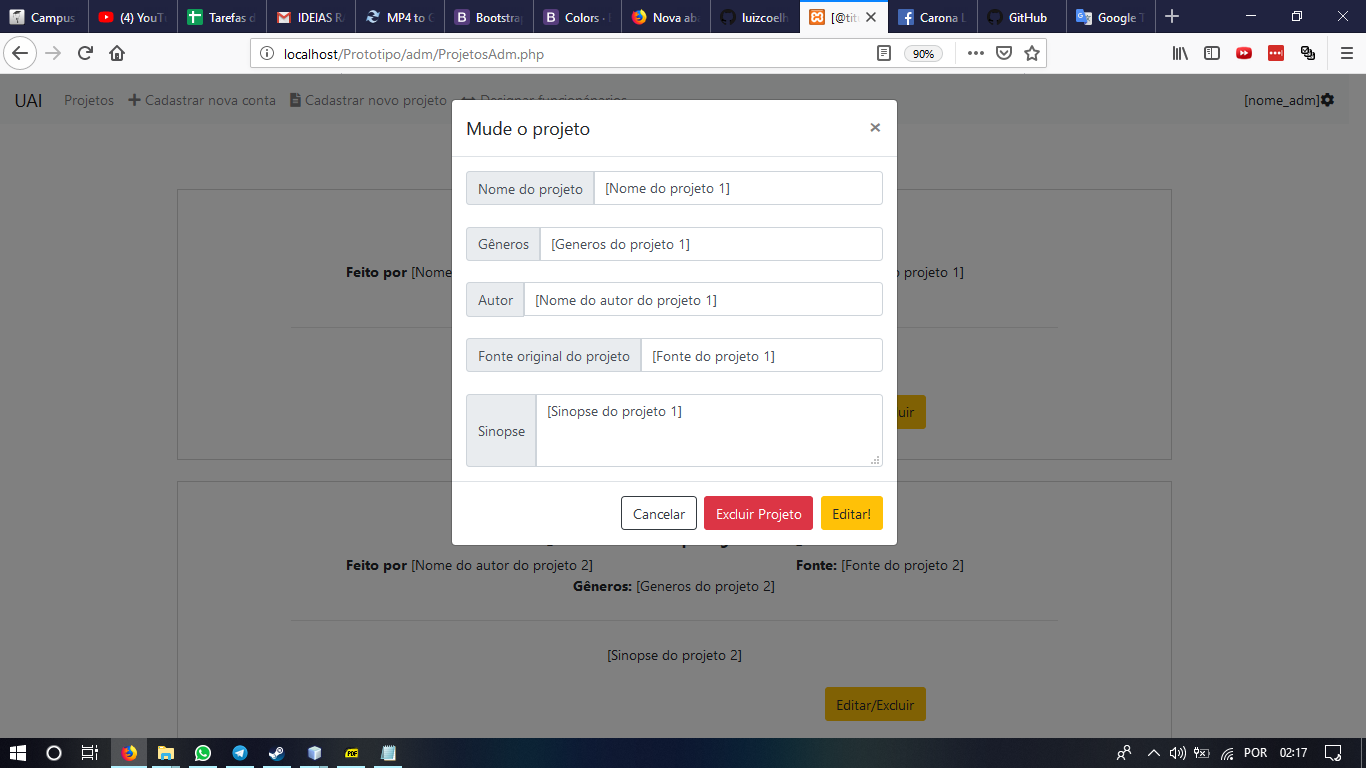 Campus
(4) YouT
Tarefas d
IDEIAS R
MP4 to G
Bootstrap
Colors ·
Nova ab
luizcoelh
[@tit
Carona L
GitHub
Google T
localhost/Prototipo/adm/ProjetosAdm.php
90%
UAI
Projetos
Cadastrar nova conta
Cadastrar novo projeto
[nome_adm]
Mude o projeto
×
Nome do projeto
[Nome do projeto 1]
Gêneros
[Generos do projeto 1]
Feito por [Nome
projeto 1]
Autor
[Nome do autor do projeto 1]
Fonte original do projeto
[Fonte do projeto 1]
Sinopse
[Sinopse do projeto 1]
uir
Cancelar
Excluir Projeto
Editar!
Feito por [Nome do autor do projeto 2]
Fonte: [Fonte do projeto 2]
Gêneros: [Generos do projeto 2]
[Sinopse do projeto 2]
Editar/Excluir
PDF
POR
02:17